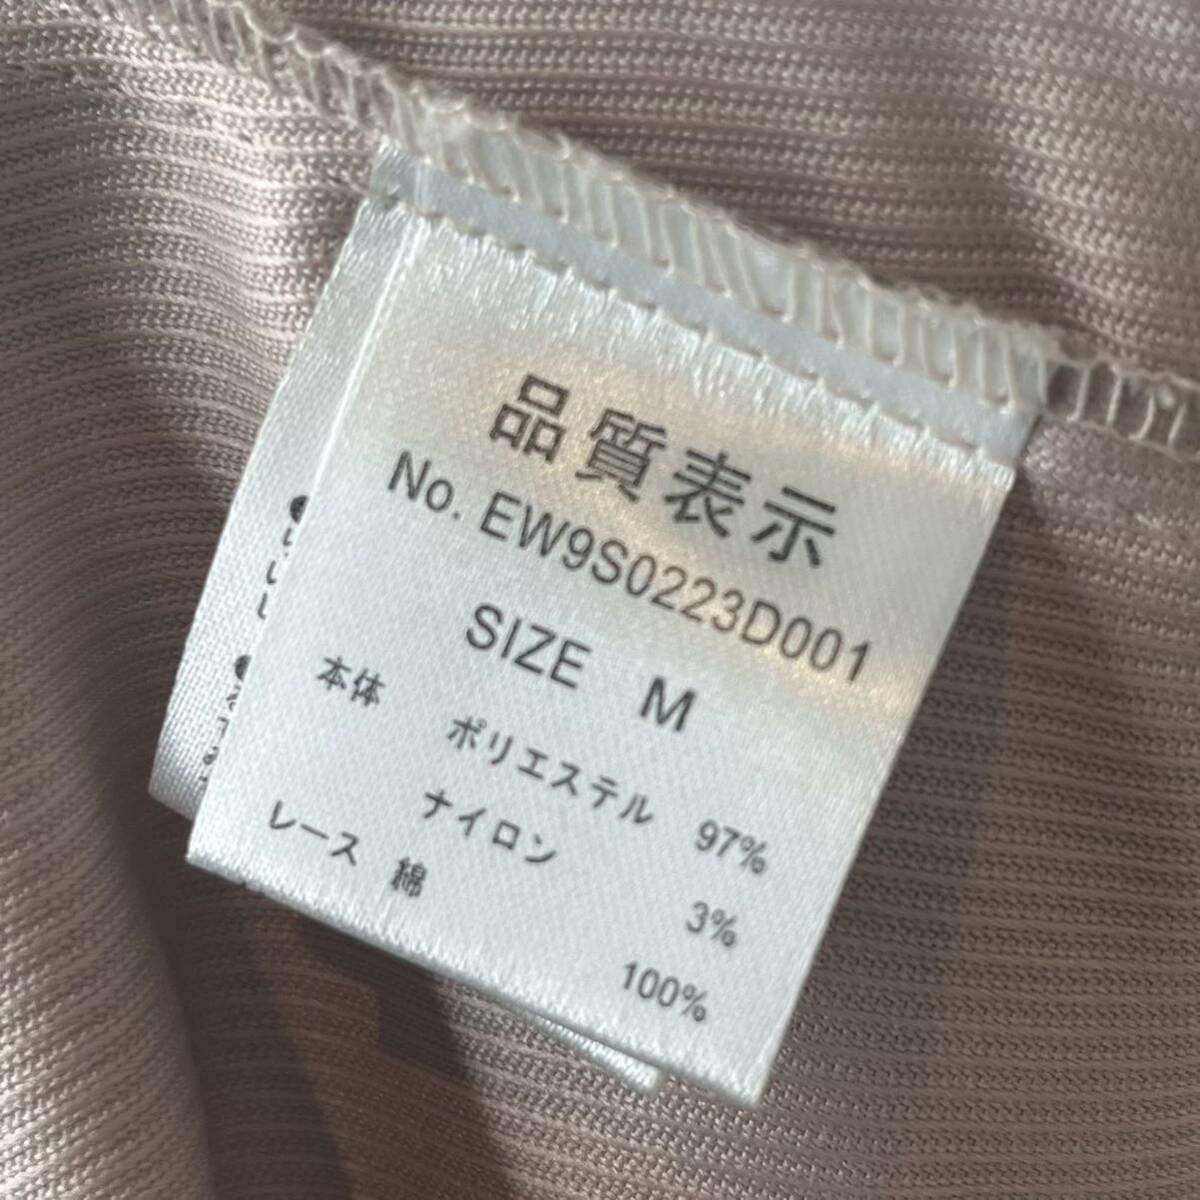 品質表示
No. EW9S0223D001
SIZE M
本体 ポリエステル 97%
ナイロン 3%
レース 綿 100%